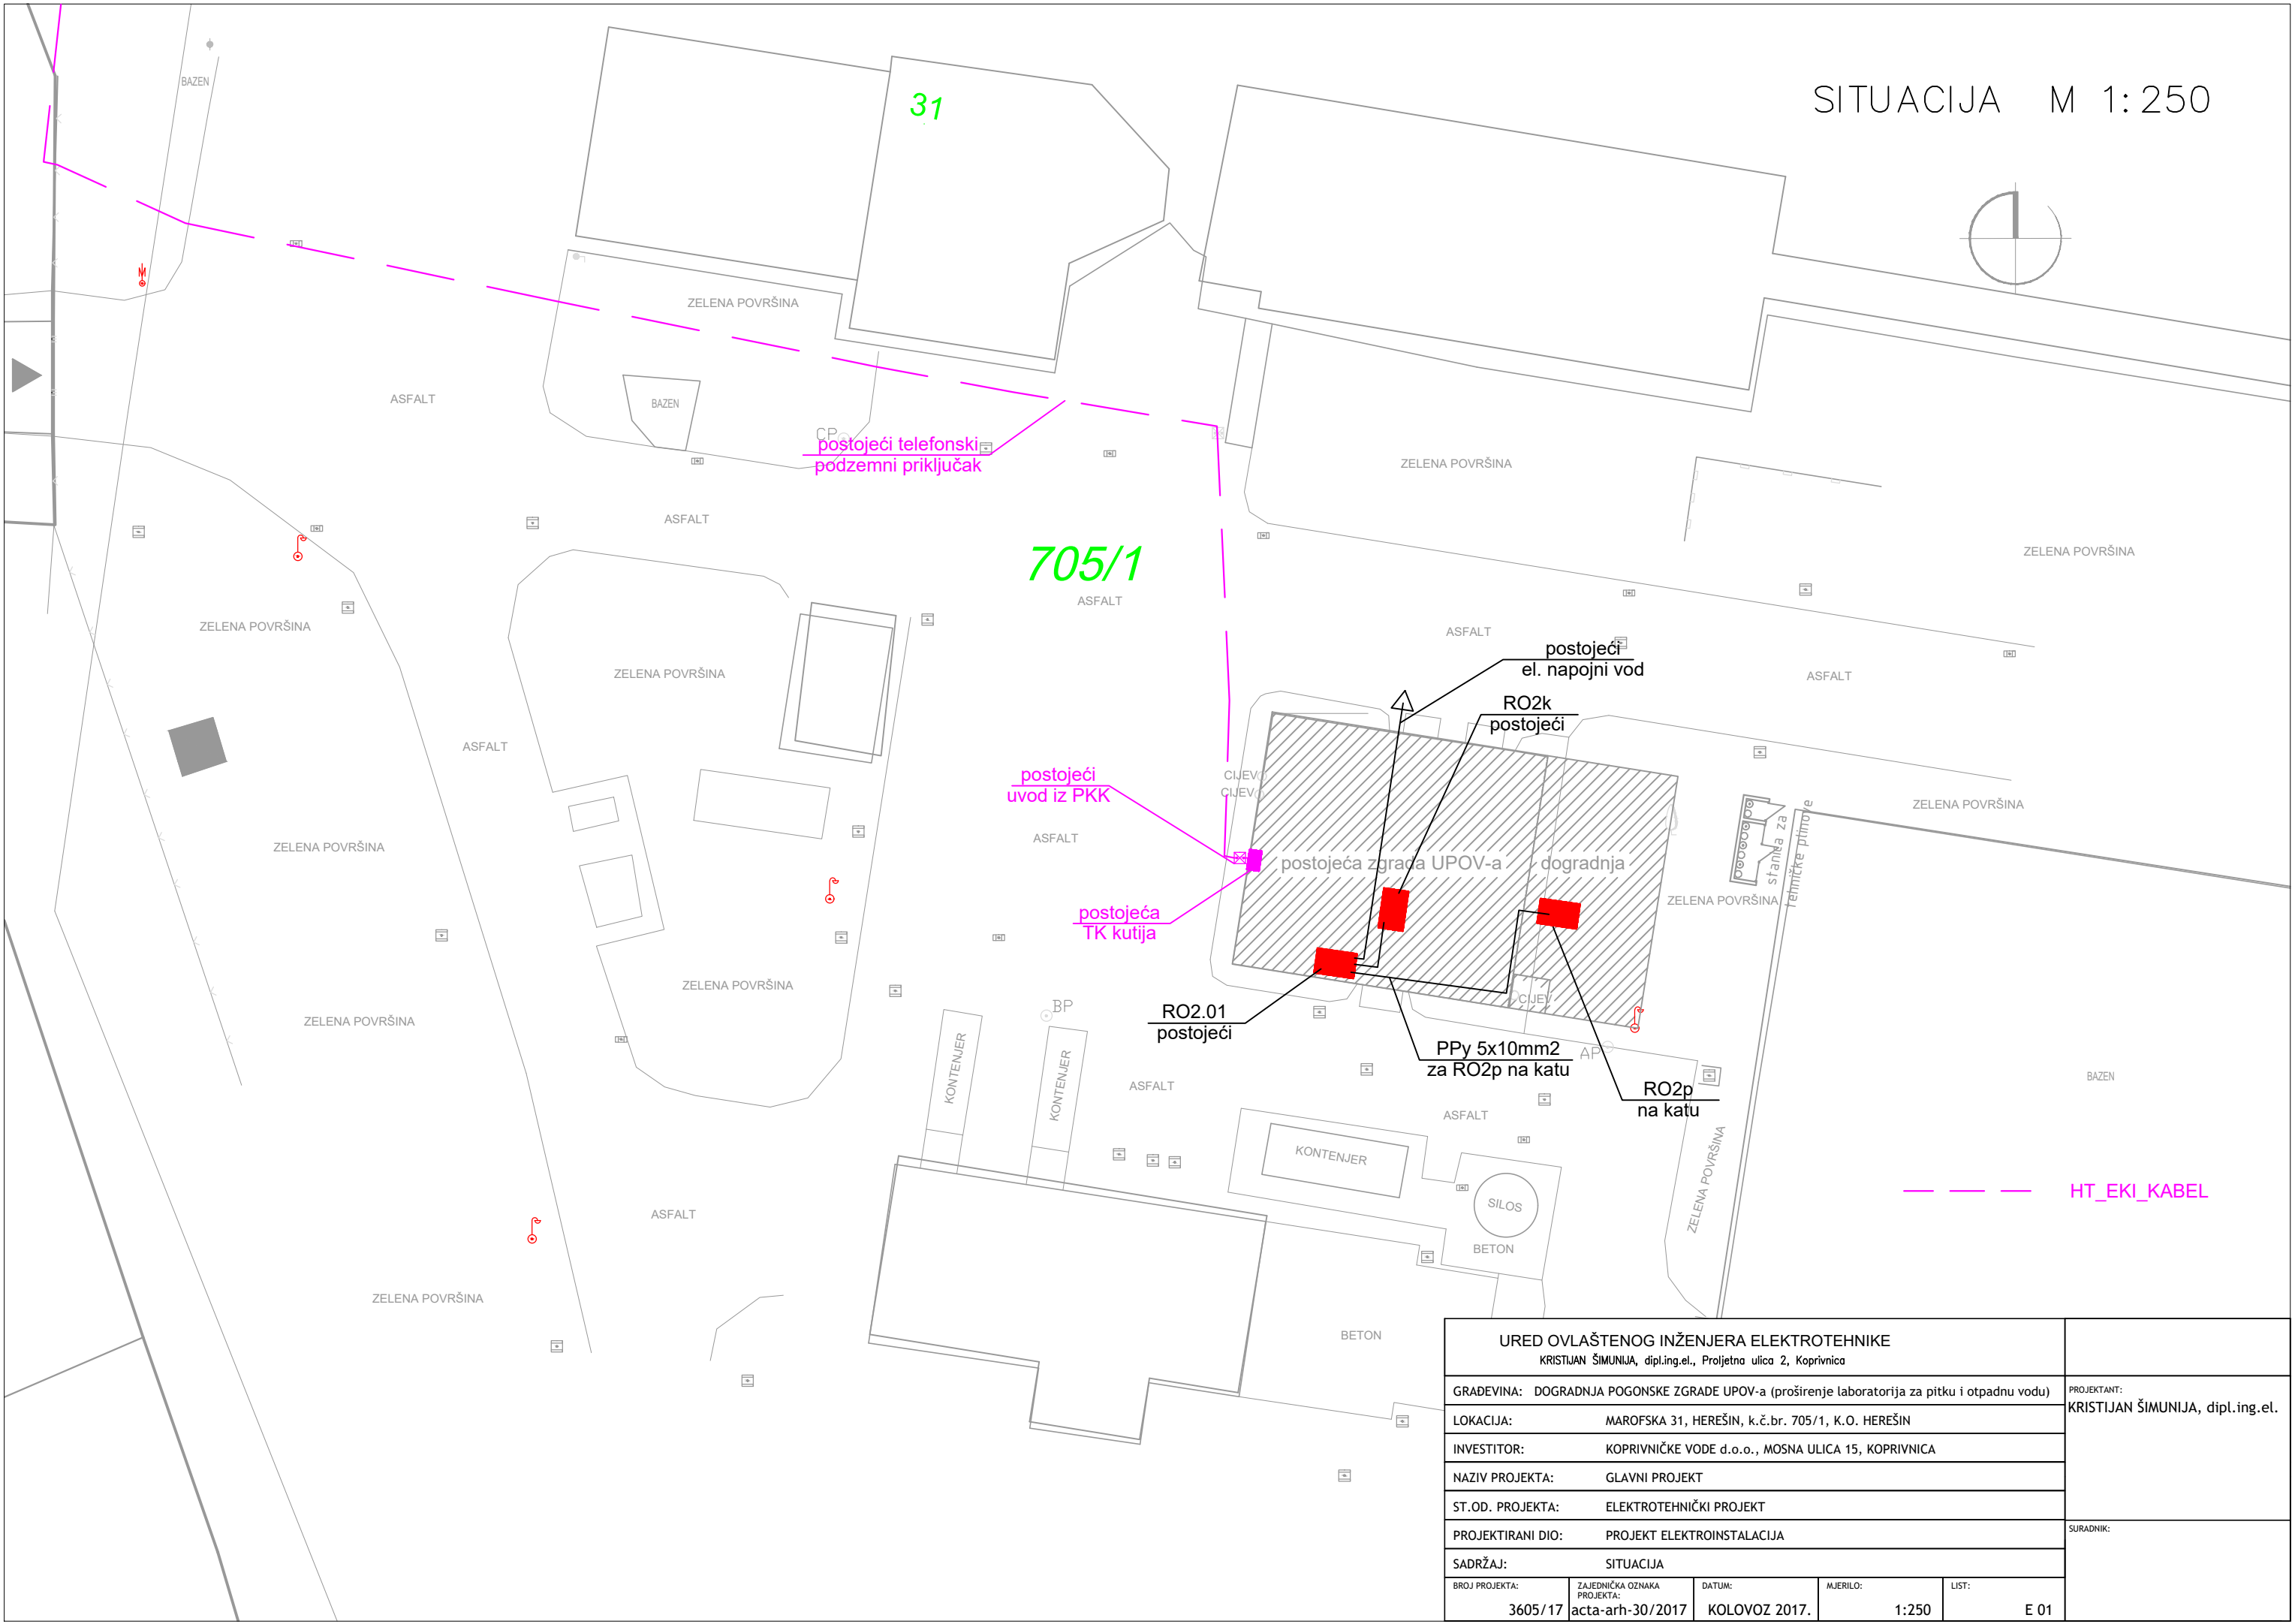 SITUACIJA M 1:250
BAZEN
31
ZELENA POVRŠINA
ASFALT
BAZEN
CP
postojeći telefonski
podzemni priključak
ZELENA POVRŠINA
ASFALT
705/1
ASFALT
ZELENA POVRŠINA
ZELENA POVRŠINA
ASFALT
postojeći
el. napojni vod
ZELENA POVRŠINA
ASFALT
RO2k
postojeći
ASFALT
postojeći
uvod iz PKK
CIJEV
CIJEV
ZELENA POVRŠINA
ASFALT
ZELENA POVRŠINA
postojeća zgrada UPOV-a
dogradnja
stanica za
tehničke plinove
ZELENA POVRŠINA
postojeća
TK kutija
ZELENA POVRŠINA
CIJEV
BP
RO2.01
postojeći
ZELENA POVRŠINA
PPy 5x10mm2
za RO2p na katu
AP
KONTENJER
KONTENJER
ASFALT
RO2p
na katu
BAZEN
ASFALT
KONTENJER
ZELENA POVRŠINA
SILOS
HT_EKI_KABEL
ASFALT
BETON
ZELENA POVRŠINA
BETON
URED OVLAŠTENOG INŽENJERA ELEKTROTEHNIKE
KRISTIJAN ŠIMUNIJA, dipl.ing.el., Proljetna ulica 2, Koprivnica
GRAĐEVINA: DOGRADNJA POGONSKE ZGRADE UPOV-a (proširenje laboratorija za pitku i otpadnu vodu)
LOKACIJA: MAROFSKA 31, HEREŠIN, k.č.br. 705/1, K.O. HEREŠIN
INVESTITOR: KOPRIVNIČKE VODE d.o.o., MOSNA ULICA 15, KOPRIVNICA
NAZIV PROJEKTA: GLAVNI PROJEKT
ST.OD. PROJEKTA: ELEKTROTEHNIČKI PROJEKT
PROJEKTIRANI DIO: PROJEKT ELEKTROINSTALACIJA
SADRŽAJ: SITUACIJA
BROJ PROJEKTA:
3605/17
ZAJEDNIČKA OZNAKA
PROJEKTA:
acta-arh-30/2017
DATUM:
KOLOVOZ 2017.
MJERILO:
1:250
LIST:
E 01
PROJEKTANT:
KRISTIJAN ŠIMUNIJA, dipl.ing.el.
SURADNIK: